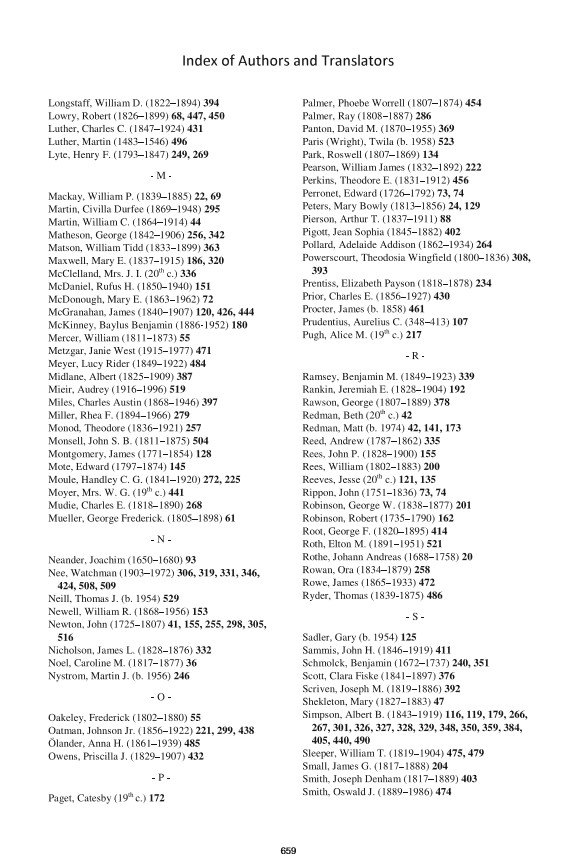 Index of Authors and Translators
Longstaff, William D. (1822–1894) 394
Lowry, Robert (1826–1899) 68, 447, 450
Luther, Charles C. (1847–1924) 431
Luther, Martin (1483–1546) 496
Lyte, Henry F. (1793–1847) 249, 269
- M -
Mackay, William P. (1839–1885) 22, 69
Martin, Civilla Durfee (1869–1948) 295
Martin, William C. (1864–1914) 44
Matheson, George (1842–1906) 256, 342
Matson, William Tidd (1833–1899) 363
Maxwell, Mary E. (1837–1915) 186, 320
McClelland, Mrs. J. I. (20th c.) 336
McDaniel, Rufus H. (1850–1940) 151
McDonough, Mary E. (1863–1962) 72
McGranahan, James (1840–1907) 120, 426, 444
McKinney, Baylus Benjamin (1886-1952) 180
Mercer, William (1811–1873) 55
Metzgar, Janie West (1915–1977) 471
Meyer, Lucy Rider (1849–1922) 484
Midlane, Albert (1825–1909) 387
Mieir, Audrey (1916–1996) 519
Miles, Charles Austin (1868–1946) 397
Miller, Rhea F. (1894–1966) 279
Monod, Theodore (1836–1921) 257
Monsell, John S. B. (1811–1875) 504
Montgomery, James (1771–1854) 128
Mote, Edward (1797–1874) 145
Moule, Handley C. G. (1841–1920) 272, 225
Moyer, Mrs. W. G. (19th c.) 441
Mudie, Charles E. (1818–1890) 268
Mueller, George Frederick. (1805–1898) 61
- N -
Neander, Joachim (1650–1680) 93
Nee, Watchman (1903–1972) 306, 319, 331, 346,
424, 508, 509
Neill, Thomas J. (b. 1954) 529
Newell, William R. (1868–1956) 153
Newton, John (1725–1807) 41, 155, 255, 298, 305,
516
Nicholson, James L. (1828–1876) 332
Noel, Caroline M. (1817–1877) 36
Nystrom, Martin J. (b. 1956) 246
- O -
Oakeley, Frederick (1802–1880) 55
Oatman, Johnson Jr. (1856–1922) 221, 299, 438
Ölander, Anna H. (1861–1939) 485
Owens, Priscilla J. (1829–1907) 432
- P -
Paget, Catesby (19th c.) 172
Palmer, Phoebe Worrell (1807–1874) 454
Palmer, Ray (1808–1887) 286
Panton, David M. (1870–1955) 369
Paris (Wright), Twila (b. 1958) 523
Park, Roswell (1807–1869) 134
Pearson, William James (1832–1892) 222
Perkins, Theodore E. (1831–1912) 456
Perronet, Edward (1726–1792) 73, 74
Peters, Mary Bowly (1813–1856) 24, 129
Pierson, Arthur T. (1837–1911) 88
Pigott, Jean Sophia (1845–1882) 402
Pollard, Adelaide Addison (1862–1934) 264
Powerscourt, Theodosia Wingfield (1800–1836) 308,
393
Prentiss, Elizabeth Payson (1818–1878) 234
Prior, Charles E. (1856–1927) 430
Procter, James (b. 1858) 461
Prudentius, Aurelius C. (348–413) 107
Pugh, Alice M. (19th c.) 217
- R -
Ramsey, Benjamin M. (1849–1923) 339
Rankin, Jeremiah E. (1828–1904) 192
Rawson, George (1807–1889) 378
Redman, Beth (20th c.) 42
Redman, Matt (b. 1974) 42, 141, 173
Reed, Andrew (1787–1862) 335
Rees, John P. (1828–1900) 155
Rees, William (1802–1883) 200
Reeves, Jesse (20th c.) 121, 135
Rippon, John (1751–1836) 73, 74
Robinson, George W. (1838–1877) 201
Robinson, Robert (1735–1790) 162
Root, George F. (1820–1895) 414
Roth, Elton M. (1891–1951) 521
Rothe, Johann Andreas (1688–1758) 20
Rowan, Ora (1834–1879) 258
Rowe, James (1865–1933) 472
Ryder, Thomas (1839-1875) 486
- S -
Sadler, Gary (b. 1954) 125
Sammis, John H. (1846–1919) 411
Schmolck, Benjamin (1672–1737) 240, 351
Scott, Clara Fiske (1841–1897) 376
Scriven, Joseph M. (1819–1886) 392
Shekleton, Mary (1827–1883) 47
Simpson, Albert B. (1843–1919) 116, 119, 179, 266,
267, 301, 326, 327, 328, 329, 348, 350, 359, 384,
405, 440, 490
Sleeper, William T. (1819–1904) 475, 479
Small, James G. (1817–1888) 204
Smith, Joseph Denham (1817–1889) 403
Smith, Oswald J. (1889–1986) 474
659